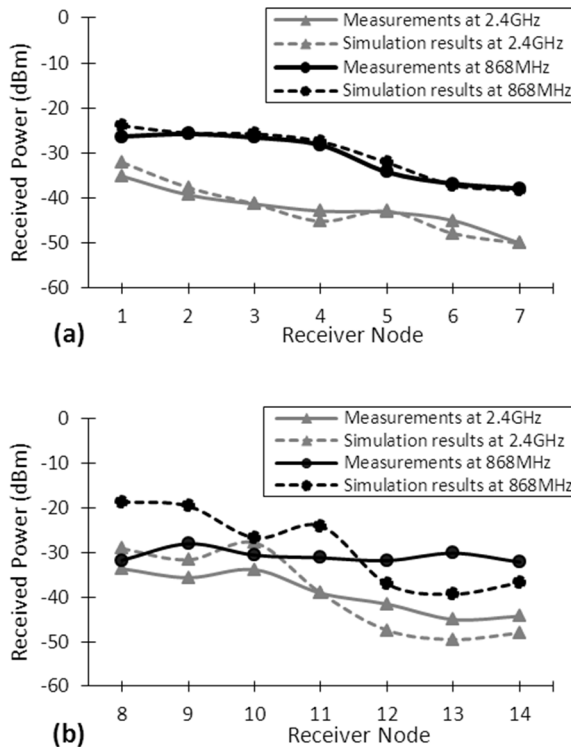 0
-10
-20
-30
-40
-50
-60
Received Power (dBm)
Measurements at 2.4GHz
Simulation results at 2.4GHz
Measurements at 868MHz
Simulation results at 868MHz
1 2 3 4 5 6 7
(a)
Receiver Node
0
-10
-20
-30
-40
-50
-60
Received Power (dBm)
Measurements at 2.4GHz
Simulation results at 2.4GHz
Measurements at 868MHz
Simulation results at 868MHz
8 9 10 11 12 13 14
(b)
Receiver Node